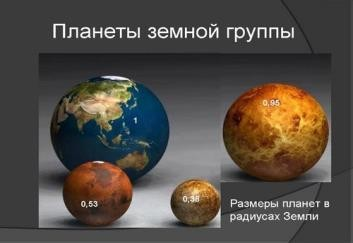 Планеты земной группы
1
0,95
0,53
0,38
Размеры планет в
радиусах Земли